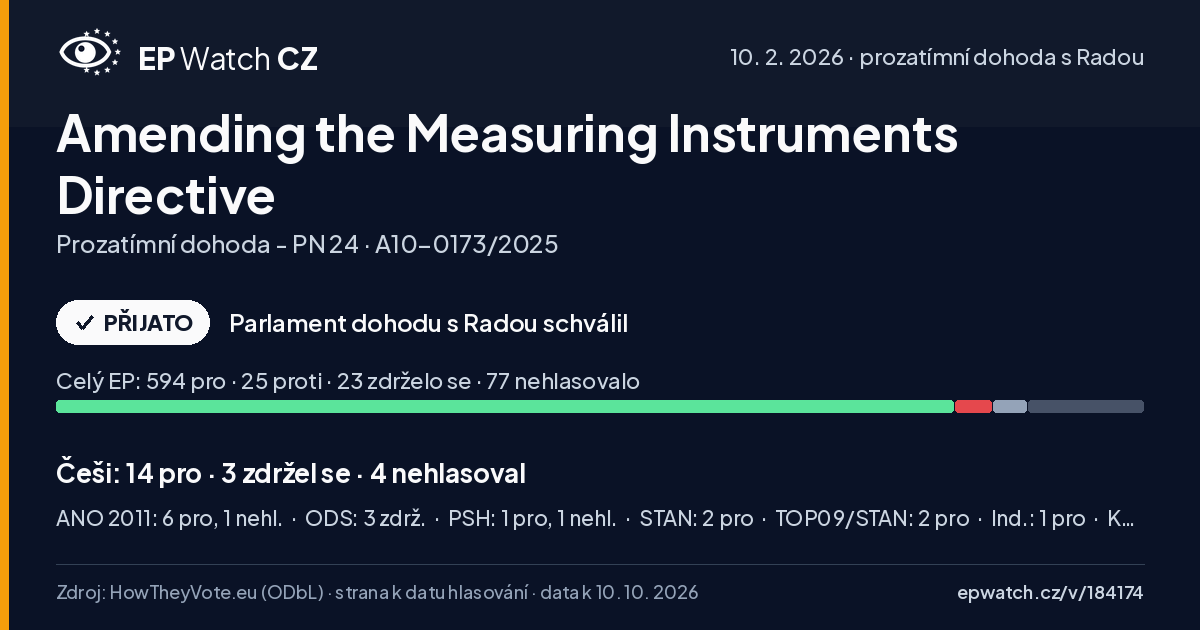 EP Watch CZ
10. 2. 2026 · prozatímní dohoda s Radou
Amending the Measuring Instruments
Directive
Prozatímní dohoda – PN 24 · A10–0173/2025
✓ PŘIJATO
Parlament dohodu s Radou schválil
Celý EP: 594 pro · 25 proti · 23 zdrželo se · 77 nehlasovalo
Češi: 14 pro · 3 zdržel se · 4 nehlasoval
ANO 2011: 6 pro, 1 nehl. · ODS: 3 zdrž. · PSH: 1 pro, 1 nehl. · STAN: 2 pro · TOP09/STAN: 2 pro · Ind.: 1 pro · K…
Zdroj: HowTheyVote.eu (ODbL) · strana k datu hlasování · data k 10. 10. 2026
epwatch.cz/v/184174